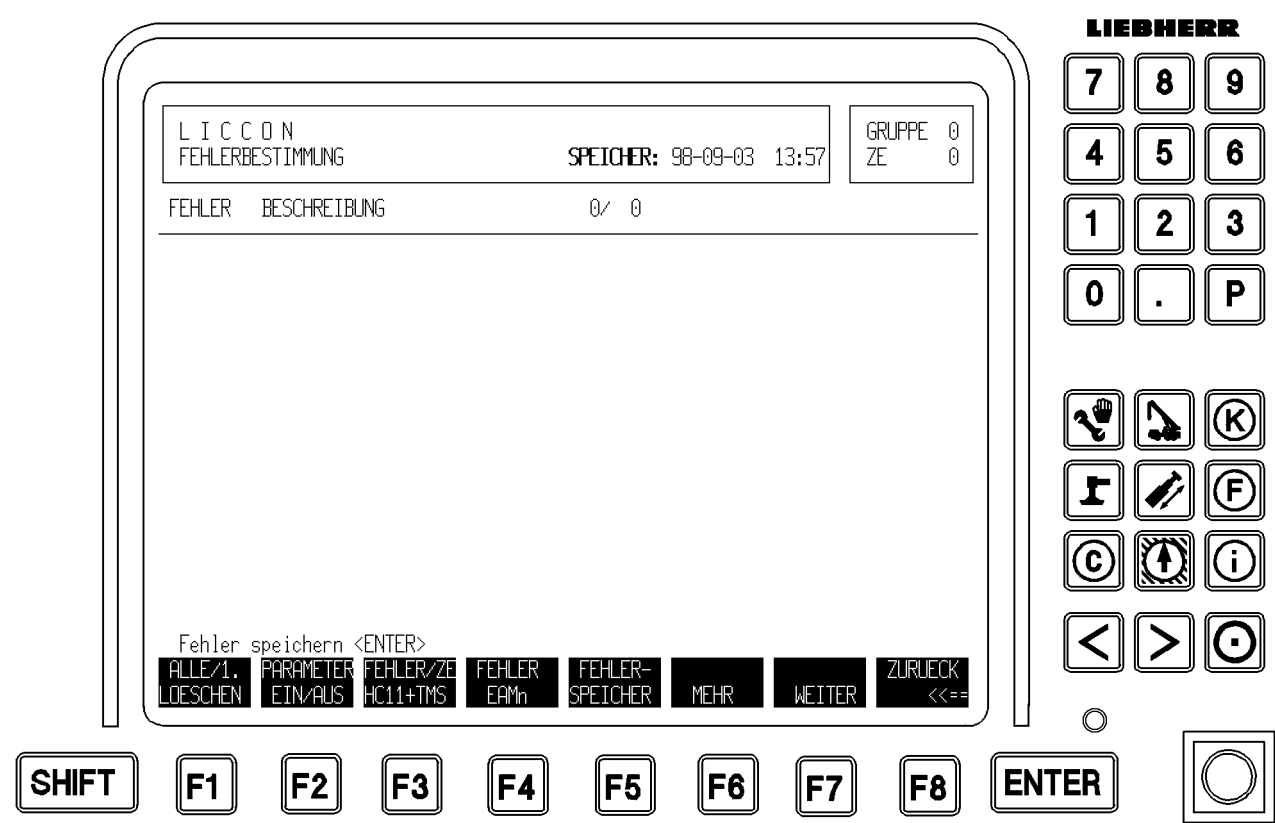 LIEBHERR
L I C C O N
FEHLERBESTIMMUNG SPEICHER: 98-09-03 13:57
GRUPPE 0
ZE 0
FEHLER BESCHREIBUNG 0/ 0
Fehler speichern <ENTER>
ALLE/1. PARAMETER FEHLER/ZE FEHLER FEHLER- ZURUECK
LOESCHEN EIN/AUS HC11+TMS EAMn SPEICHER MEHR WEITER <<==
7 8 9
4 5 6
1 2 3
0 . P
K
F
C i
< >
SHIFT F1 F2 F3 F4 F5 F6 F7 F8 ENTER